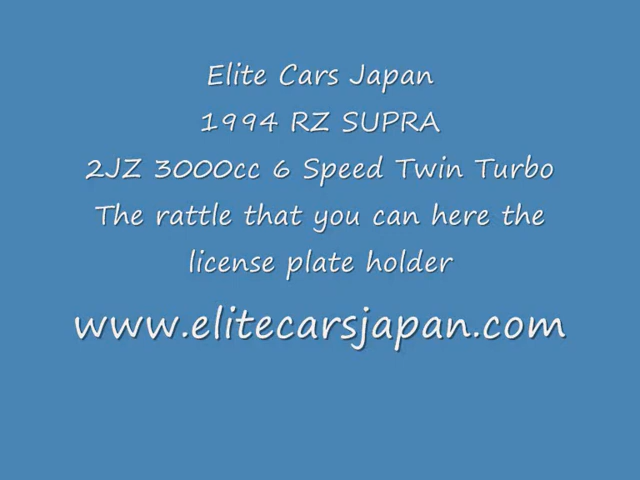 Elite Cars Japan
1994 RZ SUPRA
2JZ 3000cc 6 Speed Twin Turbo
The rattle that you can here the
license plate holder
www.elitecarsjapan.com